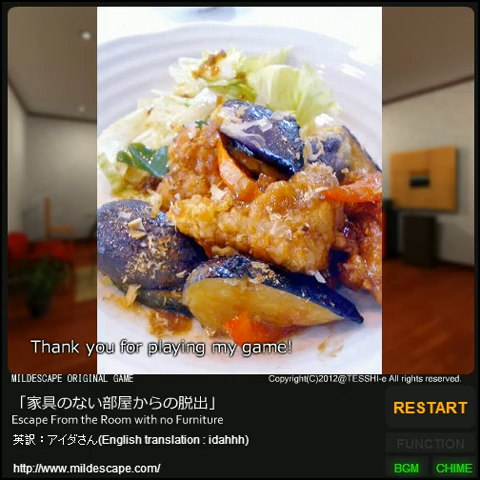 Thank you for playing my game!
MILDESCAPE ORIGINAL GAME
Copyright(C)2012@TESSHI-e All rights reserved.
「家具のない部屋からの脱出」
Escape From the Room with no Furniture
英訳：アイダさん(English translation : idahhh)
http://www.mildescape.com/
RESTART
FUNCTION
BGM
CHIME